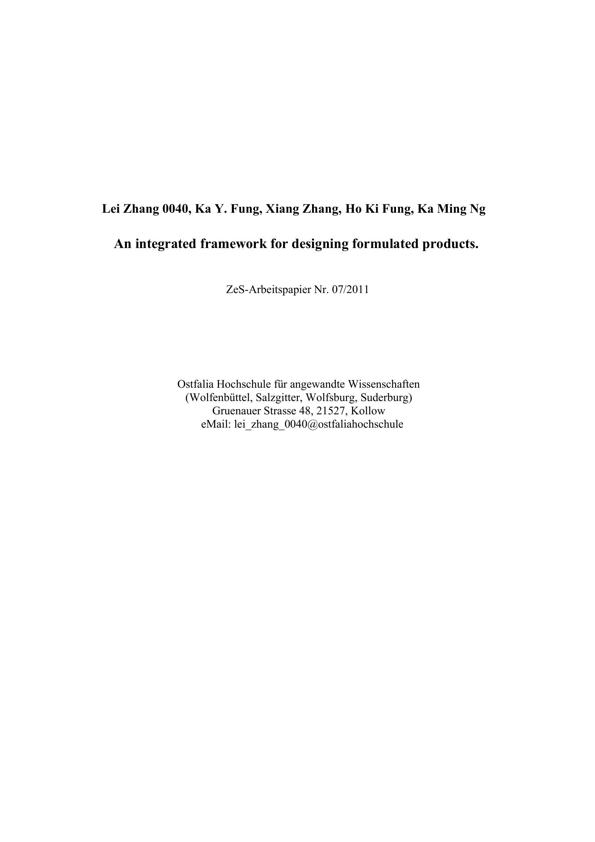 Lei Zhang 0040, Ka Y. Fung, Xiang Zhang, Ho Ki Fung, Ka Ming Ng
An integrated framework for designing formulated products.
ZeS-Arbeitspapier Nr. 07/2011
Ostfalia Hochschule für angewandte Wissenschaften
(Wolfenbüttel, Salzgitter, Wolfsburg, Suderburg)
Gruenauer Strasse 48, 21527, Kollow
eMail: lei_zhang_0040@ostfaliahochschule